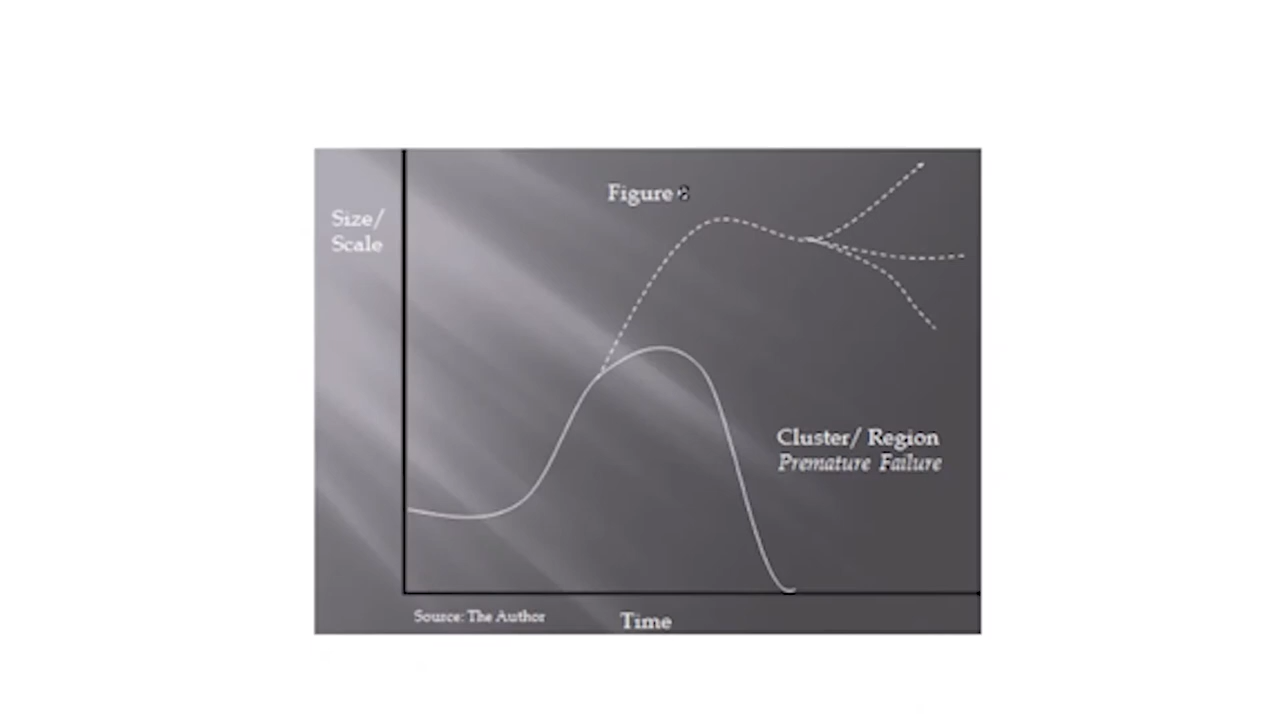 Figure
Size/
Scale
Cluster/ Region
Premature Failure
Source: The Author
Time